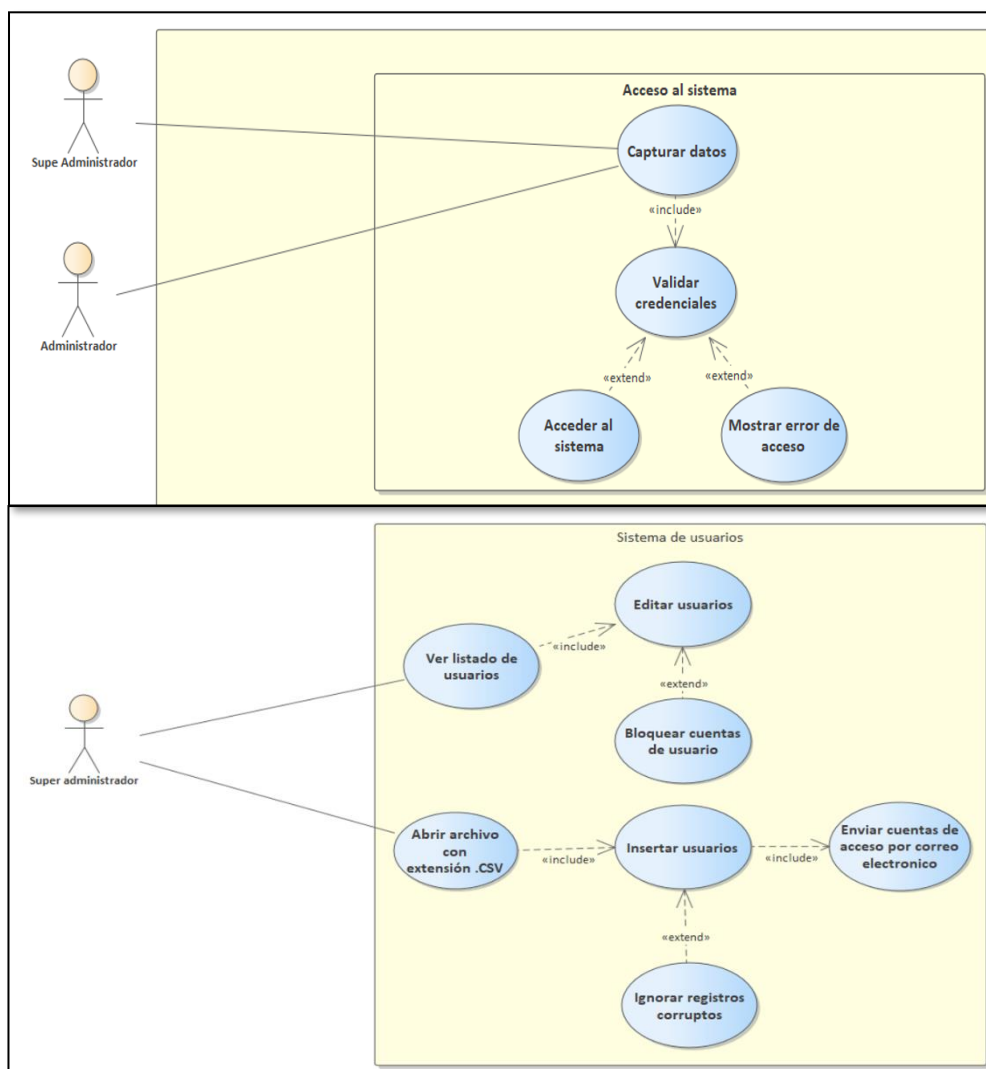 Acceso al sistema
Capturar datos
Supe Administrador
«include»
Validar
credenciales
Administrador
«extend»
«extend»
Acceder al
sistema
Mostrar error de
acceso
Sistema de usuarios
Editar usuarios
«include»
Ver listado de
usuarios
«extend»
Bloquear cuentas
de usuario
Super administrador
Abrir archivo
con
extensión .CSV
«include»
Insertar usuarios
«include»
Enviar cuentas de
acceso por correo
electronico
«extend»
Ignorar registros
corruptos